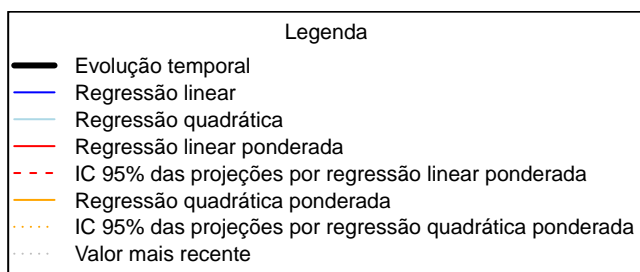 Legenda
Evolução temporal
Regressão linear
Regressão quadrática
Regressão linear ponderada
IC 95% das projeções por regressão linear ponderada
Regressão quadrática ponderada
IC 95% das projeções por regressão quadrática ponderada
Valor mais recente